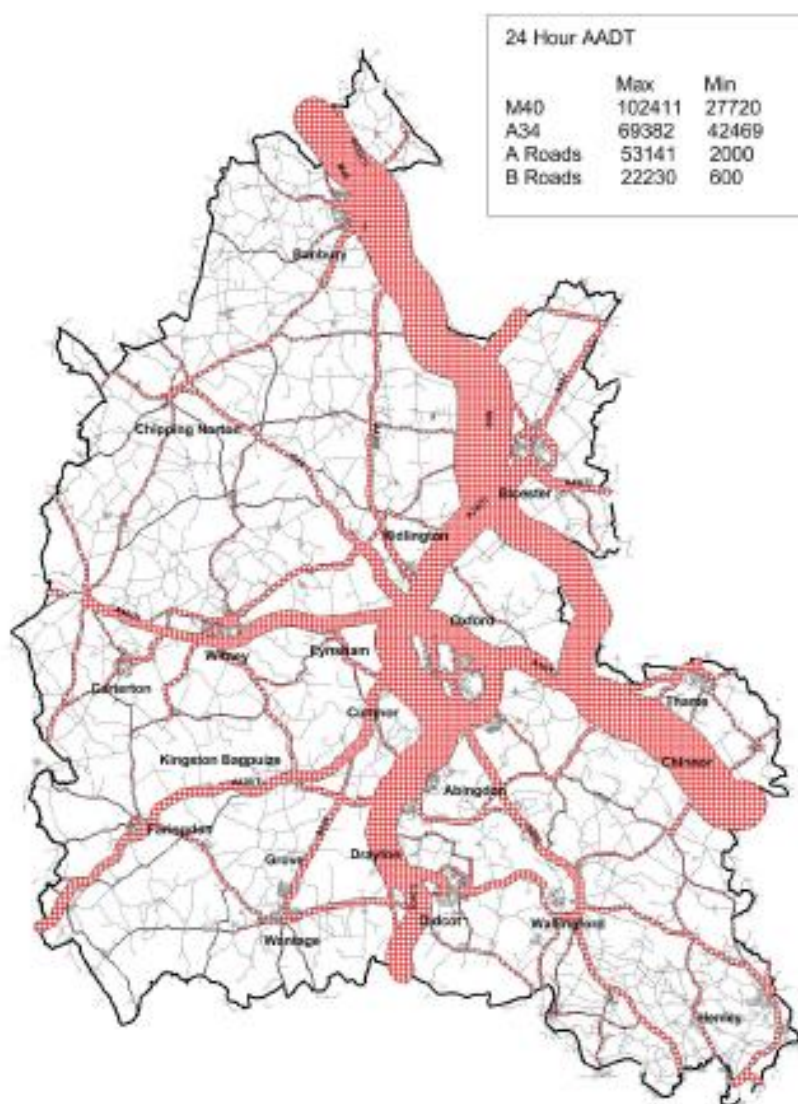 24 Hour AADT
Max Min
M40 102411 27720
A34 69382 42469
A Roads 53141 2000
B Roads 22230 600
M40
Banbury
Chipping Norton
Bicester
Kidlington
Oxford
Witney
Eynsham
Carterton
Cumnor
Thame
Kingston Bagpuize
Chinnor
Abingdon
Faringdon
Grove
Drayton
Didcot
Wallingford
Wantage
Henley